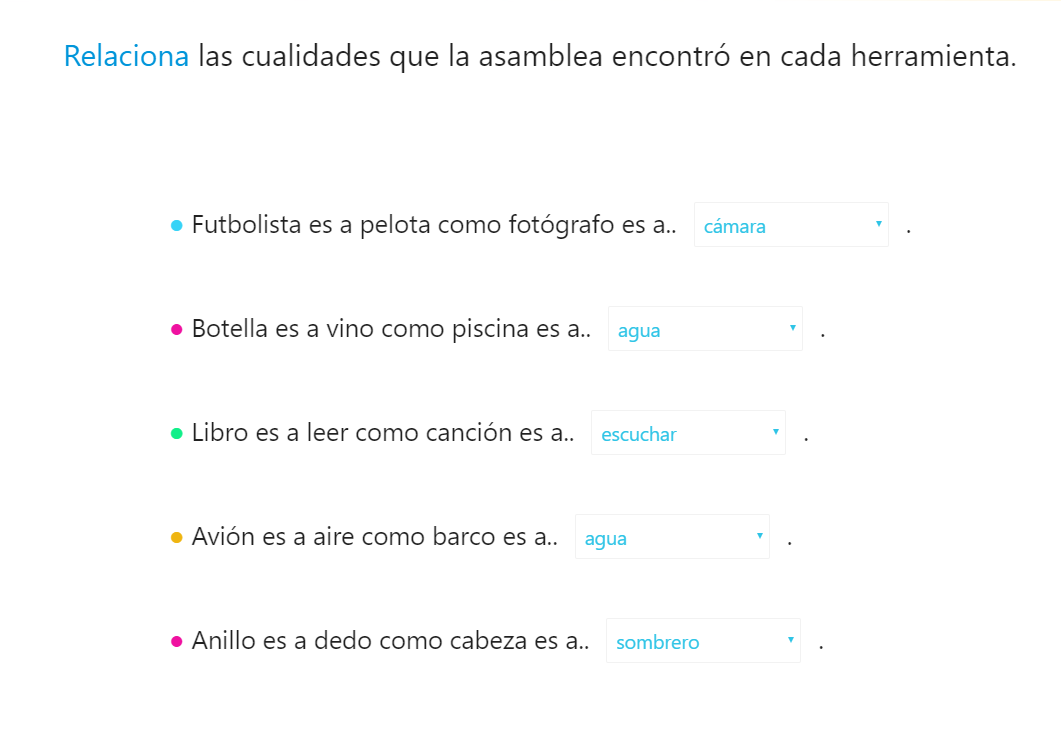 Relaciona las cualidades que la asamblea encontró en cada herramienta.
Futbolista es a pelota como fotógrafo es a.. cámara .
Botella es a vino como piscina es a.. agua .
Libro es a leer como canción es a.. escuchar .
Avión es a aire como barco es a.. agua .
Anillo es a dedo como cabeza es a.. sombrero .